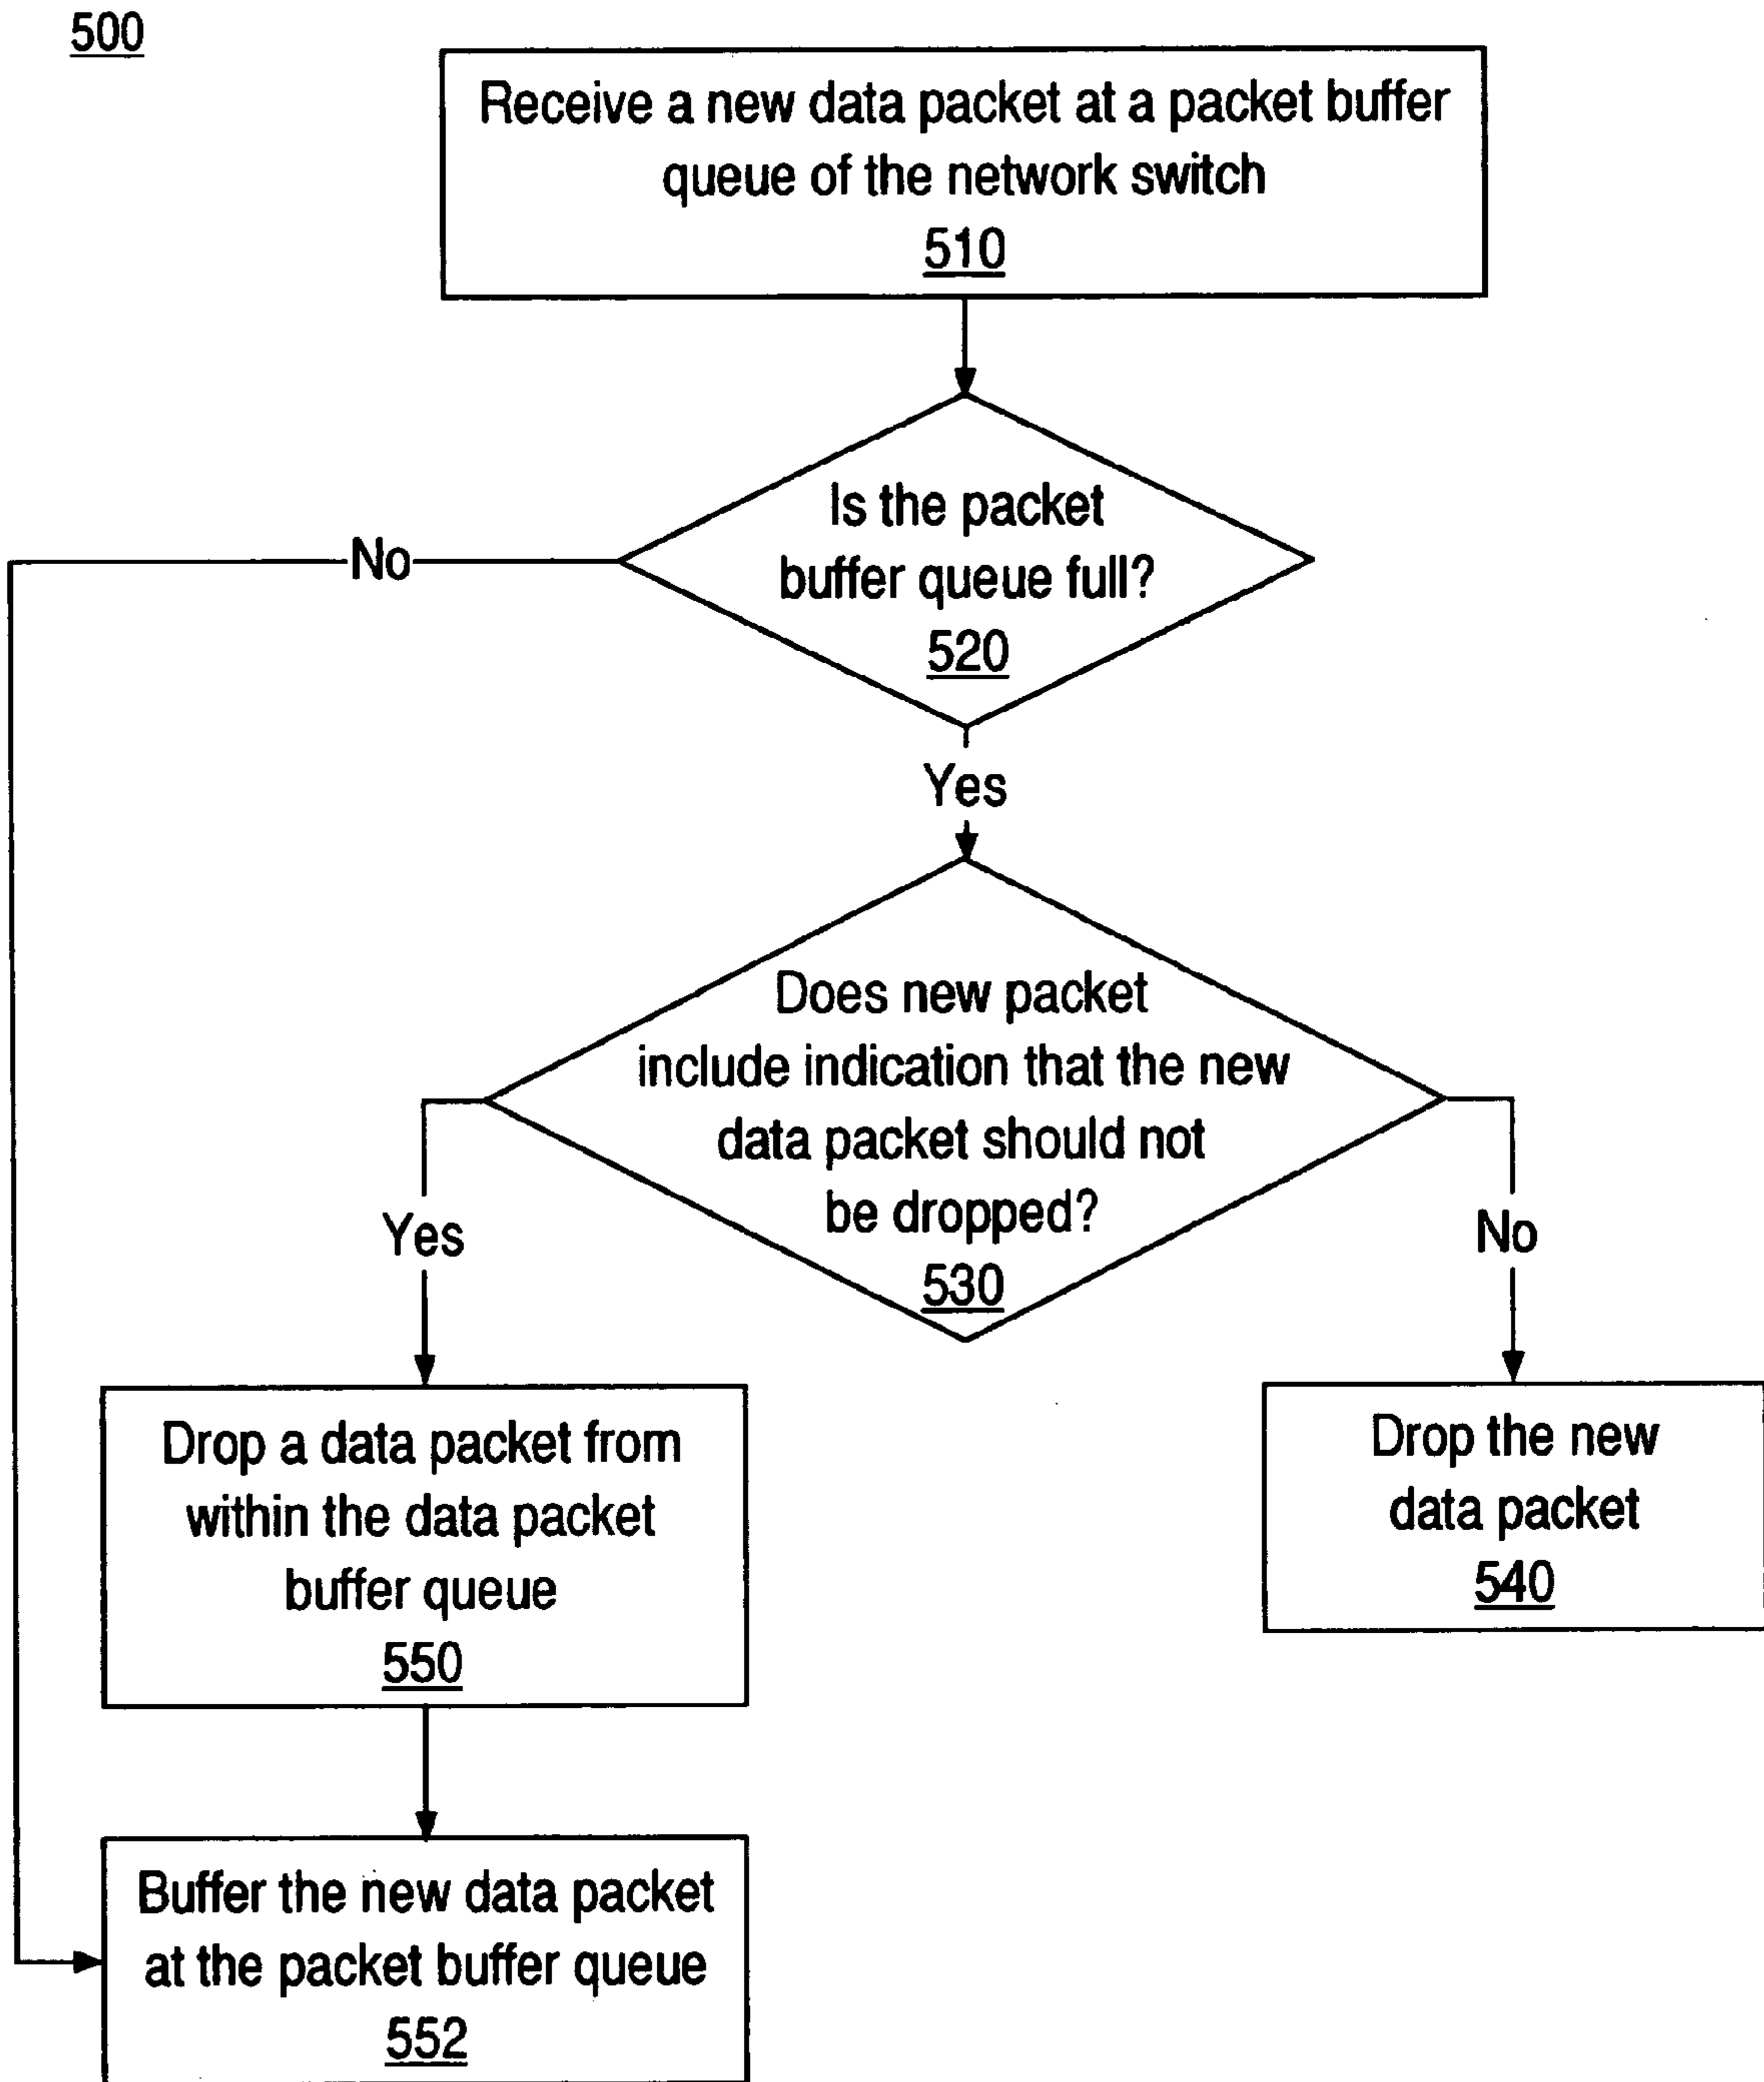 500
Receive a new data packet at a packet buffer
queue of the network switch
510
Is the packet
buffer queue full?
520
No
Yes
Does new packet
include indication that the new
data packet should not
be dropped?
530
Yes
No
Drop a data packet from
within the data packet
buffer queue
550
Drop the new
data packet
540
Buffer the new data packet
at the packet buffer queue
552